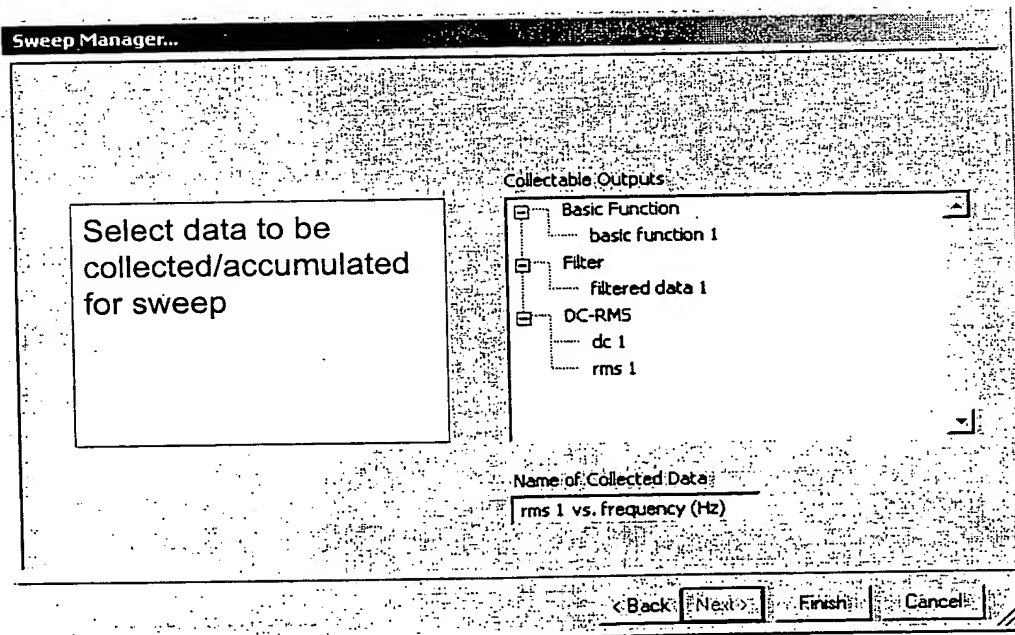 Sweep Manager...
Select data to be
collected/accumulated
for sweep
Collectable Outputs
Basic Function
basic function 1
Filter
filtered data 1
DC-RMS
dc 1
rms 1
Name of Collected Data
rms 1 vs. frequency (Hz)
< Back
Next >
Finish
Cancel